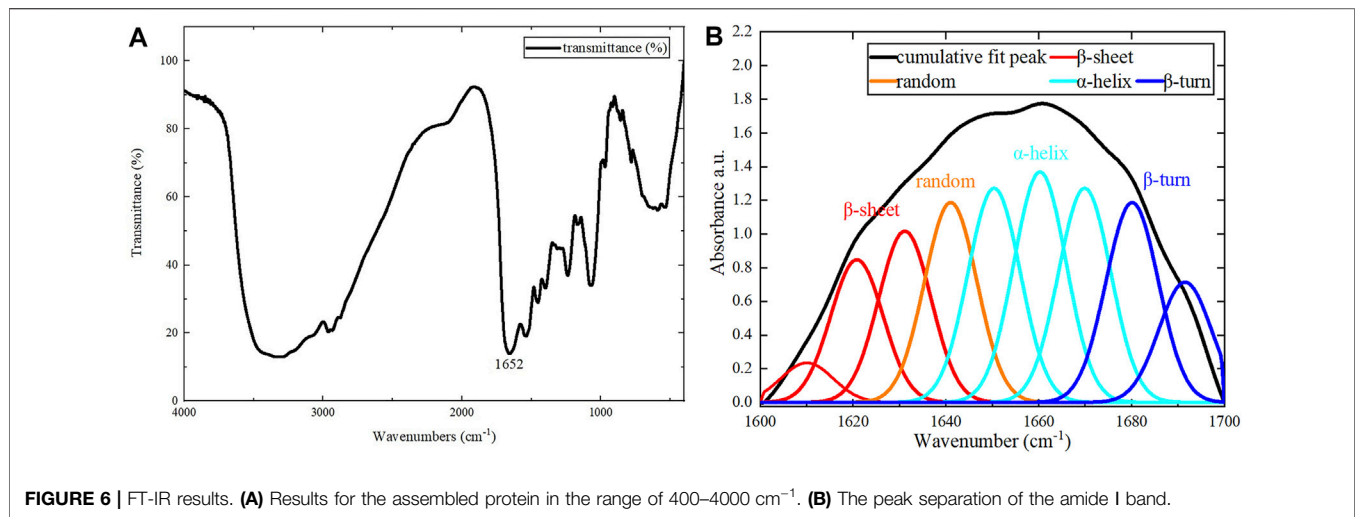 A
transmittance (%)
100
80
60
40
20
0
Transmittance (%)
1652
4000
3000
2000
1000
Wavenumbers (cm⁻¹)
B
cumulative fit peak
β-sheet
random
α-helix
β-turn
2.2
2.0
1.8
1.6
1.4
1.2
1.0
0.8
0.6
0.4
0.2
0.0
Absorbance a.u.
β-sheet
random
α-helix
β-turn
1600
1620
1640
1660
1680
1700
Wavenumber (cm⁻¹)
FIGURE 6 | FT-IR results. (A) Results for the assembled protein in the range of 400–4000 cm⁻¹. (B) The peak separation of the amide I band.